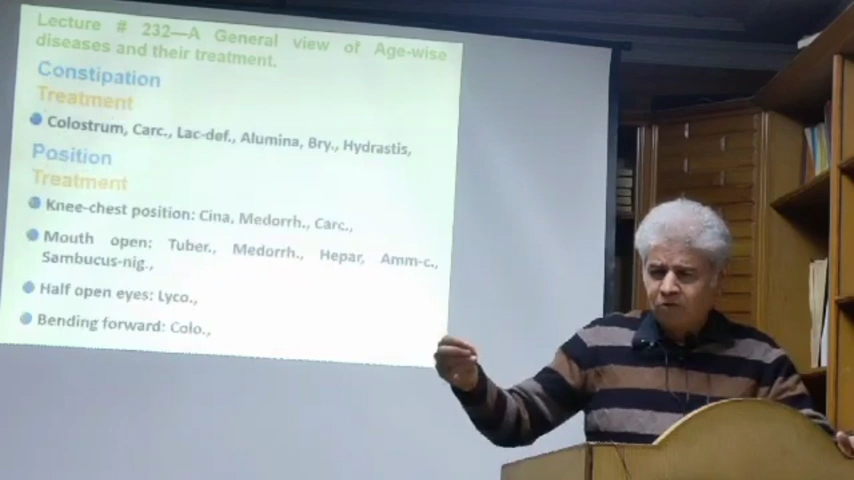 Lecture # 232—A General view of Age-wise
diseases and their treatment.
Constipation
Treatment
Colostrum, Carc., Lac-def., Alumina, Bry., Hydrastis,
Position
Treatment
Knee-chest position: Cina, Medorrh., Carc.,
Mouth open: Tuber., Medorrh., Hepar, Amm-c.,
Sambucus-nig.,
Half open eyes: Lyco.,
Bending forward: Colo.,